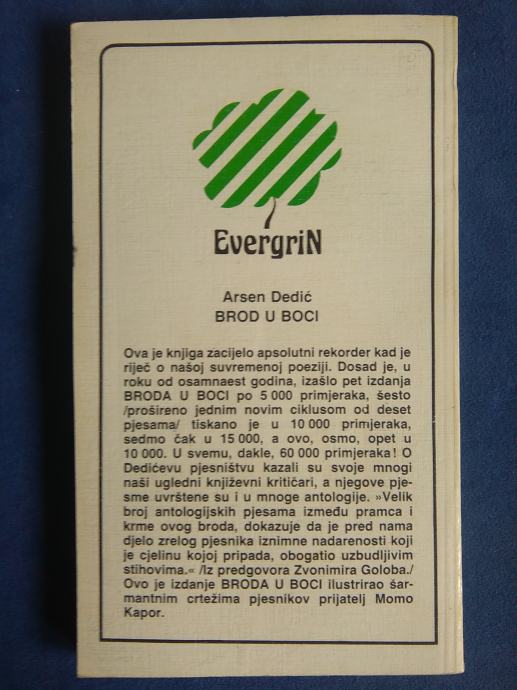 EvergriN
Arsen Dedić
BROD U BOCI
Ova je knjiga zacijelo apsolutni rekorder kad je
riječ o našoj suvremenoj poeziji. Dosad je, u
roku od osamnaest godina, izašlo pet izdanja
BRODA U BOCI po 5 000 primjeraka, šesto
/prošireno jednim novim ciklusom od deset
pjesama/ tiskano je u 10 000 primjeraka,
sedmo čak u 15 000, a ovo, osmo, opet u
10 000. U svemu, dakle, 60 000 primjeraka! O
Dedićevu pjesništvu kazali su svoje mnogi
naši ugledni književni kritičari, a njegove pje-
sme uvrštene su i u mnoge antologije. »Velik
broj antologijskih pjesama između pramca i
krme ovog broda, dokazuje da je pred nama
djelo zrelog pjesnika iznimne nadarenosti koji
je cjelinu kojoj pripada, obogatio uzbudljivim
stihovima.« /Iz predgovora Zvonimira Goloba./
Ovo je izdanje BRODA U BOCI ilustrirao šar-
mantnim crtežima pjesnikov prijatelj Momo
Kapor.